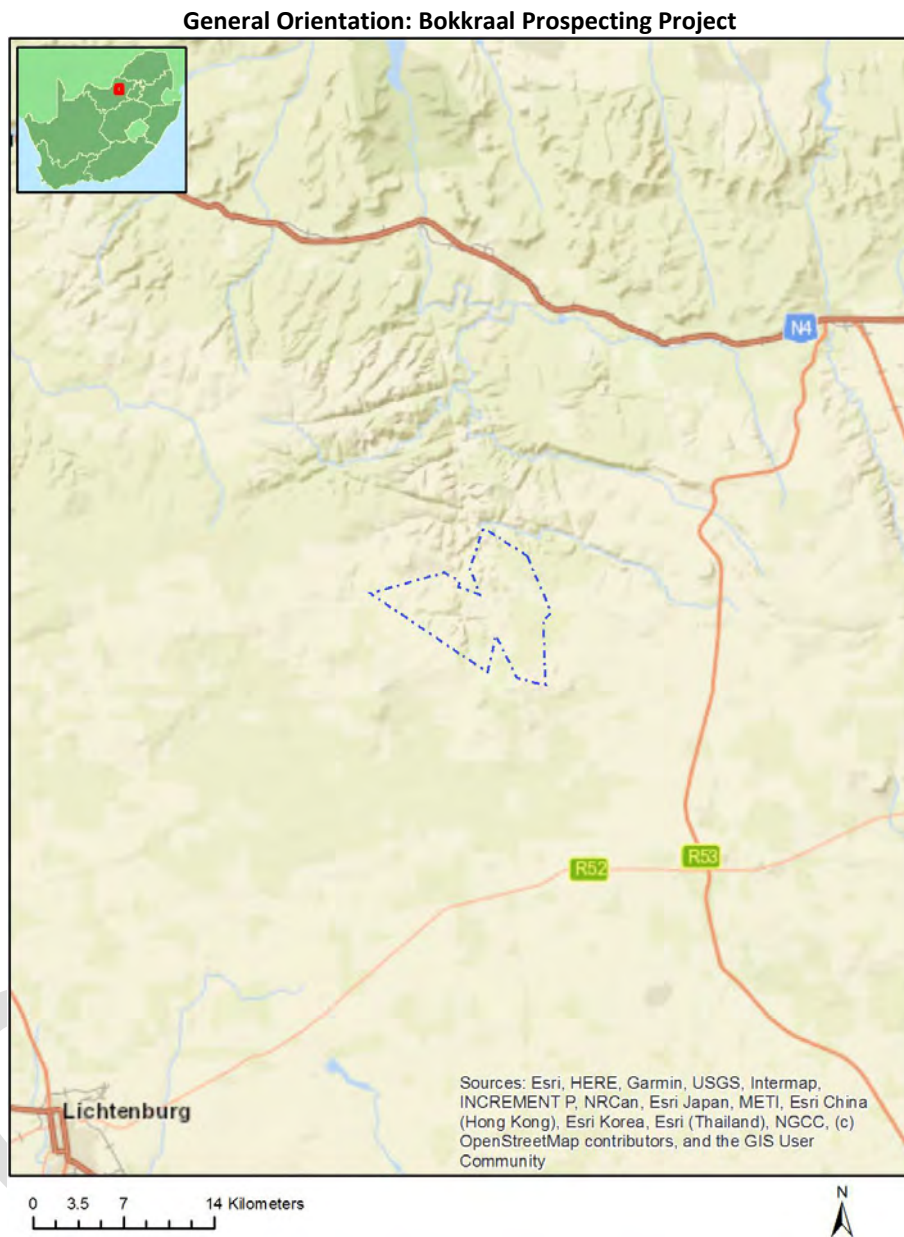 General Orientation: Bokkraal Prospecting Project
N4
R52
R53
Lichtenburg
Sources: Esri, HERE, Garmin, USGS, Intermap,
INCREMENT P, NRCan, Esri Japan, METI, Esri China
(Hong Kong), Esri Korea, Esri (Thailand), NGCC, (c)
OpenStreetMap contributors, and the GIS User
Community
0 3.5 7 14 Kilometers
N